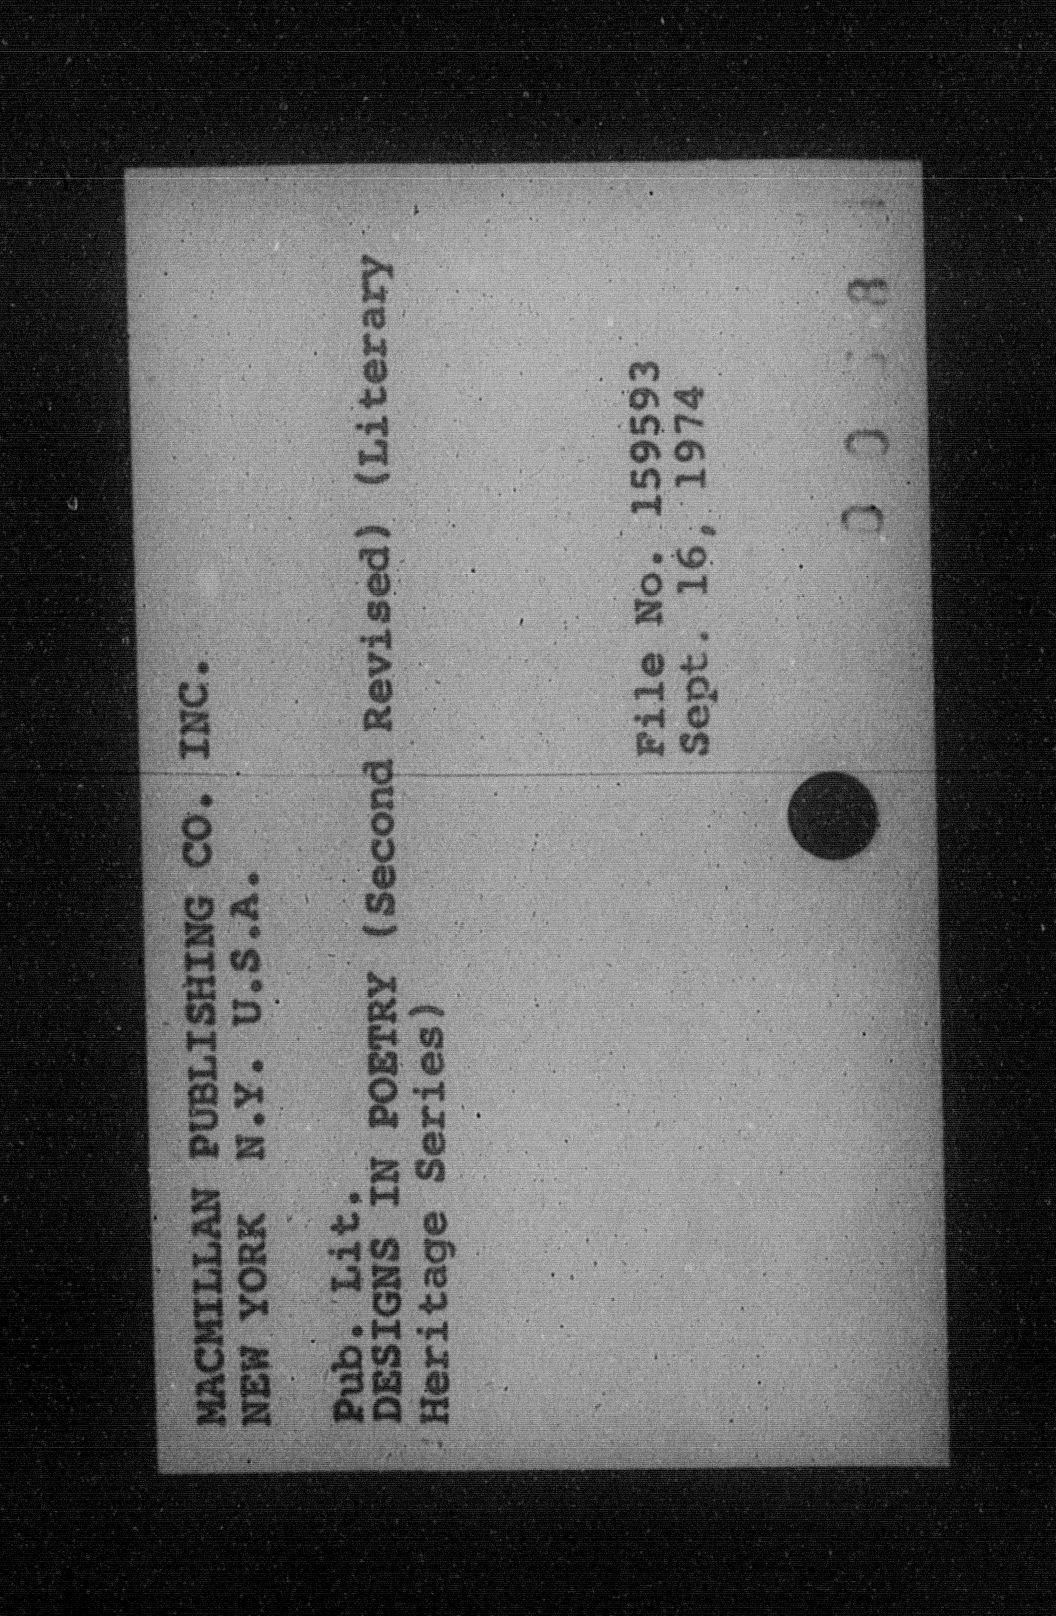 MACMILLAN PUBLISHING CO. INC.
NEW YORK N.Y. U.S.A.
Pub. Lit.
DESIGNS IN POETRY (Second Revised) (Literary
Heritage Series)
File No. 159593
Sept. 16, 1974